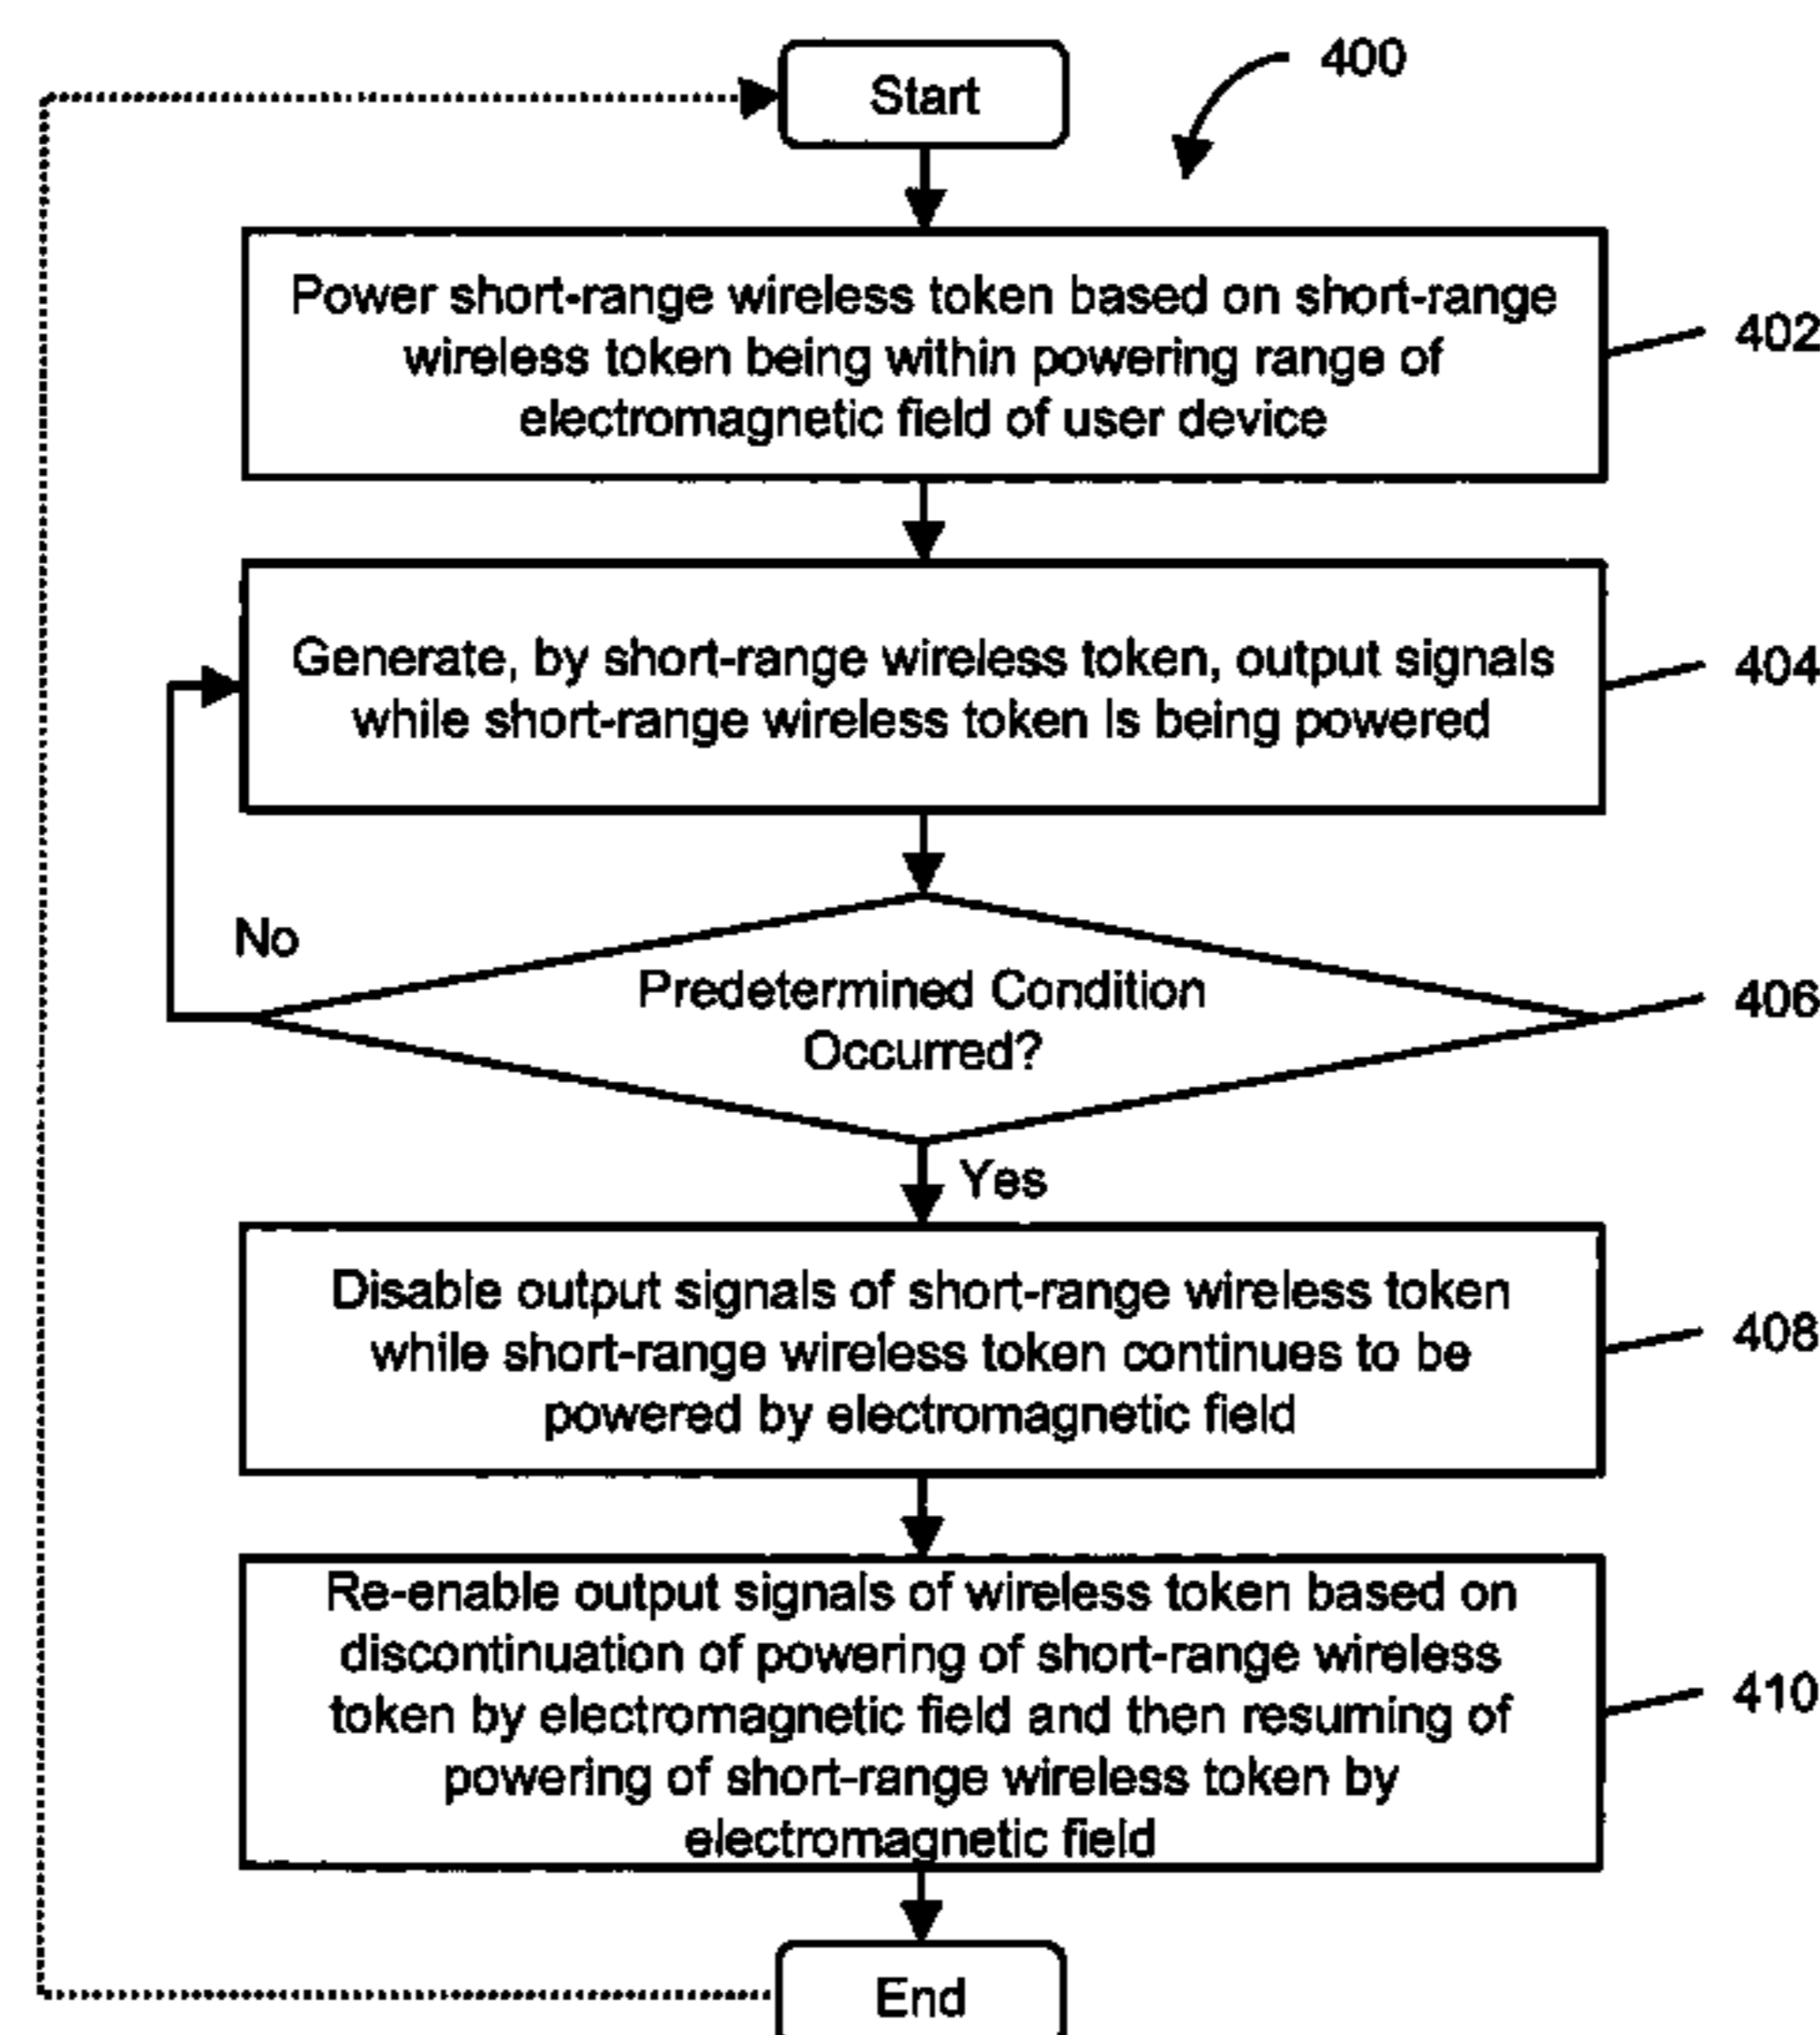 Start
400
Power short-range wireless token based on short-range
wireless token being within powering range of
electromagnetic field of user device
402
Generate, by short-range wireless token, output signals
while short-range wireless token Is being powered
404
No
Predetermined Condition
Occurred?
406
Yes
Disable output signals of short-range wireless token
while short-range wireless token continues to be
powered by electromagnetic field
408
Re-enable output signals of wireless token based on
discontinuation of powering of short-range wireless
token by electromagnetic field and then resuming of
powering of short-range wireless token by
electromagnetic field
410
End